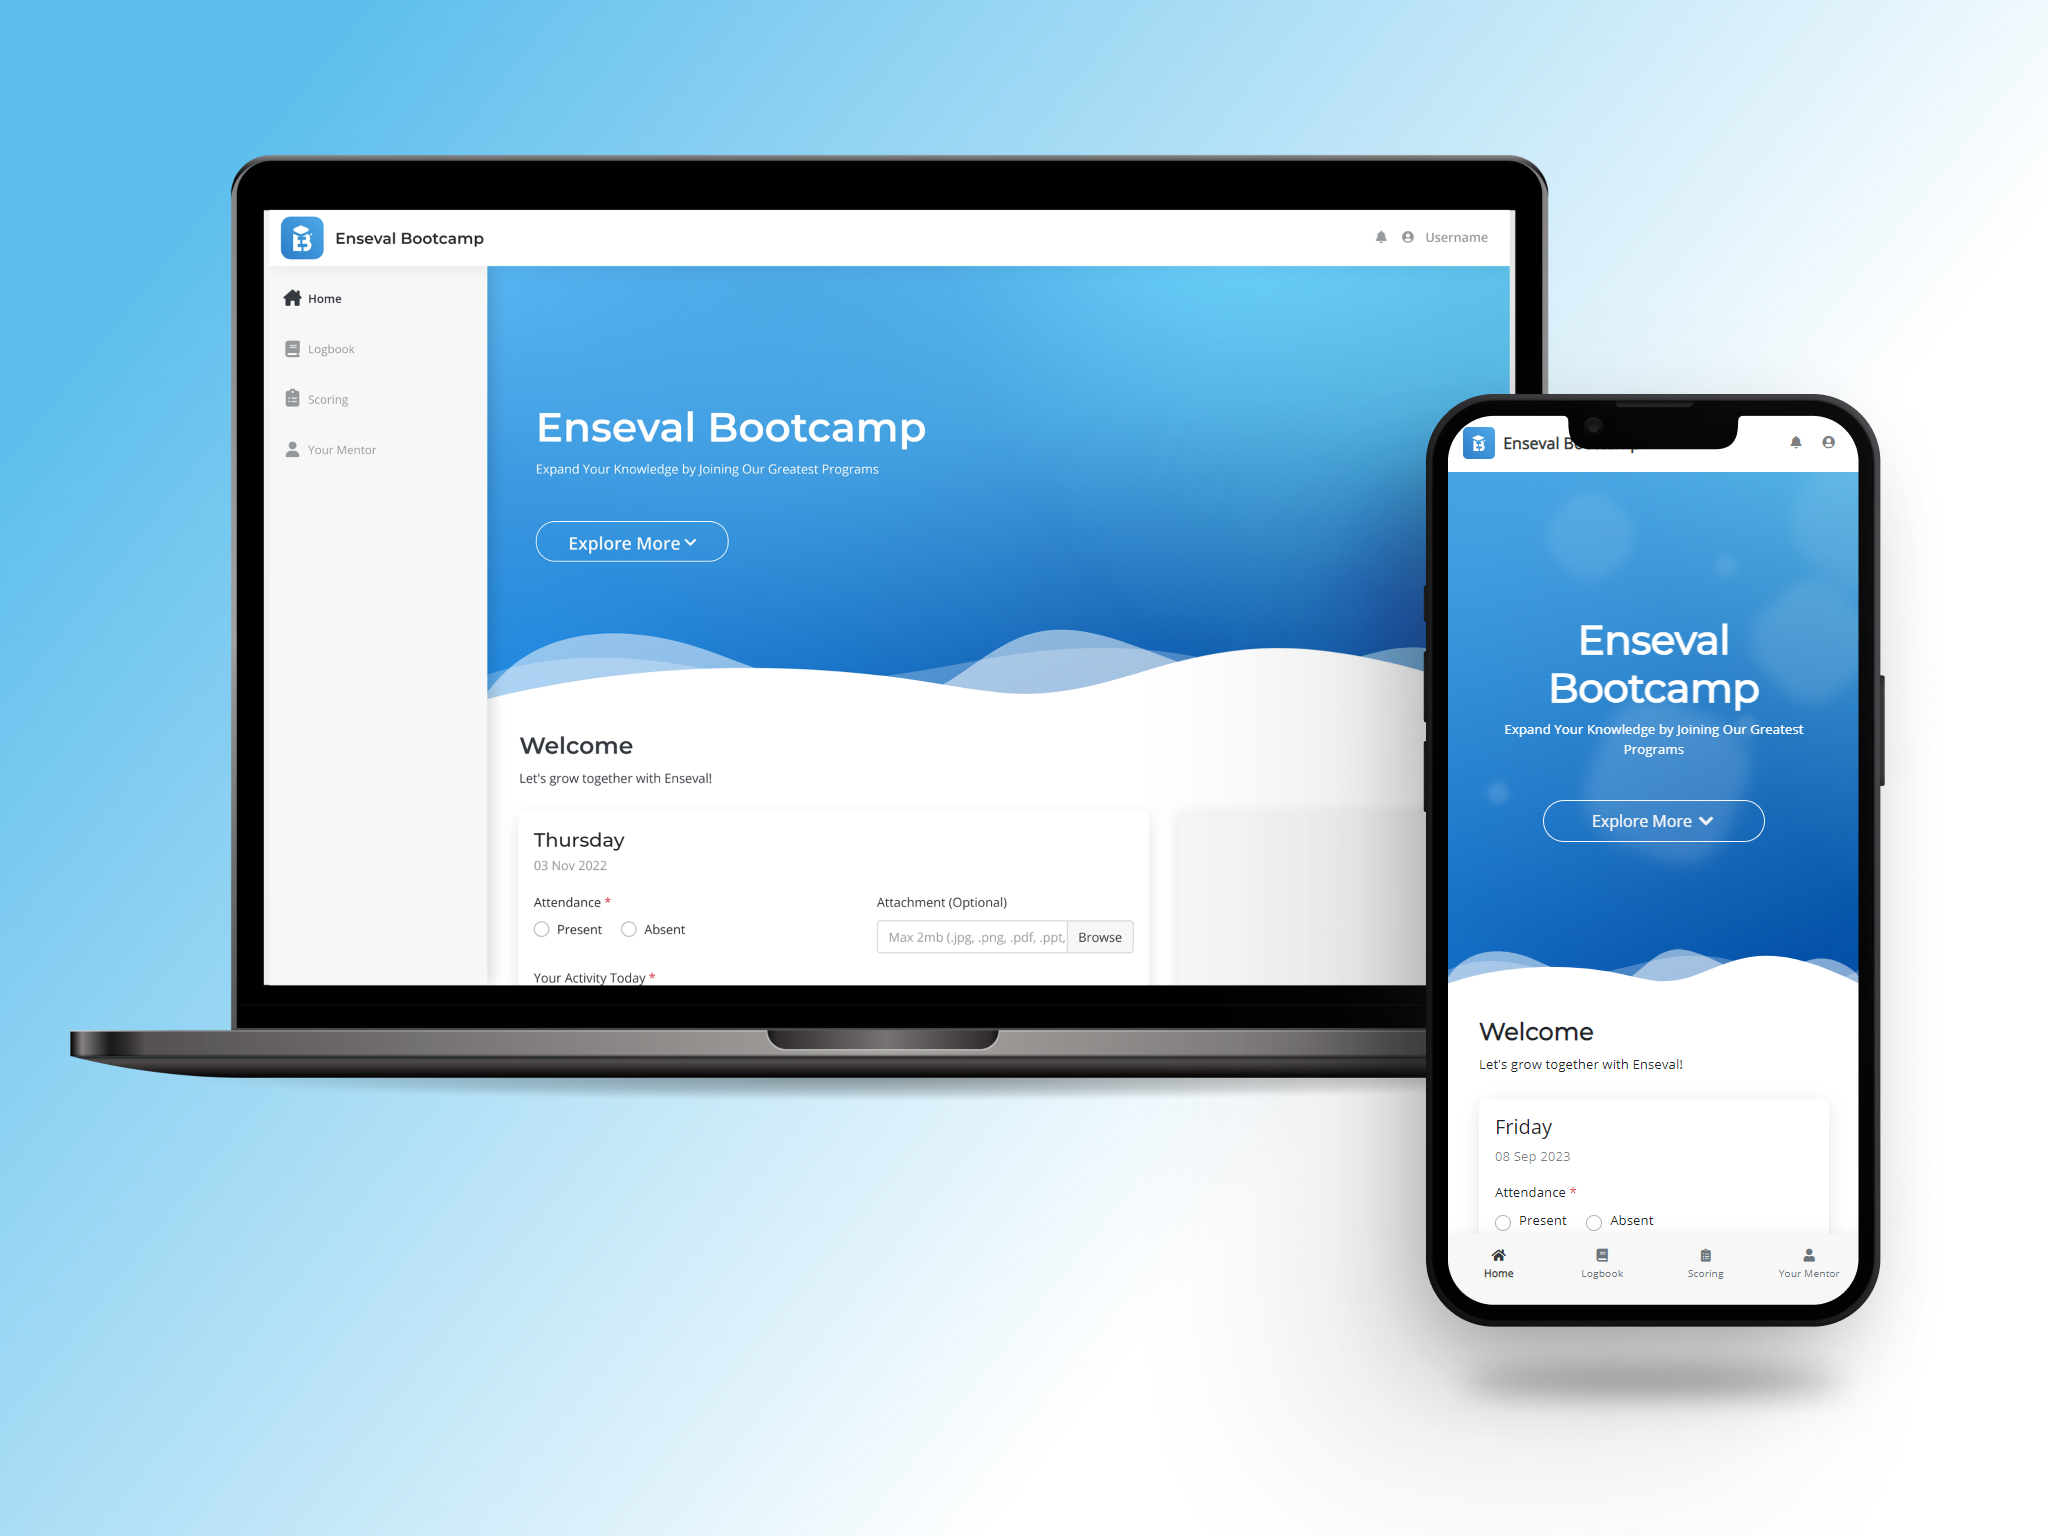 Enseval Bootcamp
Username
Home
Logbook
Scoring
Your Mentor
Enseval Bootcamp
Expand Your Knowledge by Joining Our Greatest Programs
Explore More
Welcome
Let's grow together with Enseval!
Thursday
03 Nov 2022
Attendance *
Present
Absent
Attachment (Optional)
Max 2mb (.jpg, .png, .pdf, .ppt,
Browse
Your Activity Today *
Enseval
Enseval
Bootcamp
Expand Your Knowledge by Joining Our Greatest
Programs
Explore More
Welcome
Let's grow together with Enseval!
Friday
08 Sep 2023
Attendance *
Present
Absent
Home
Logbook
Scoring
Your Mentor